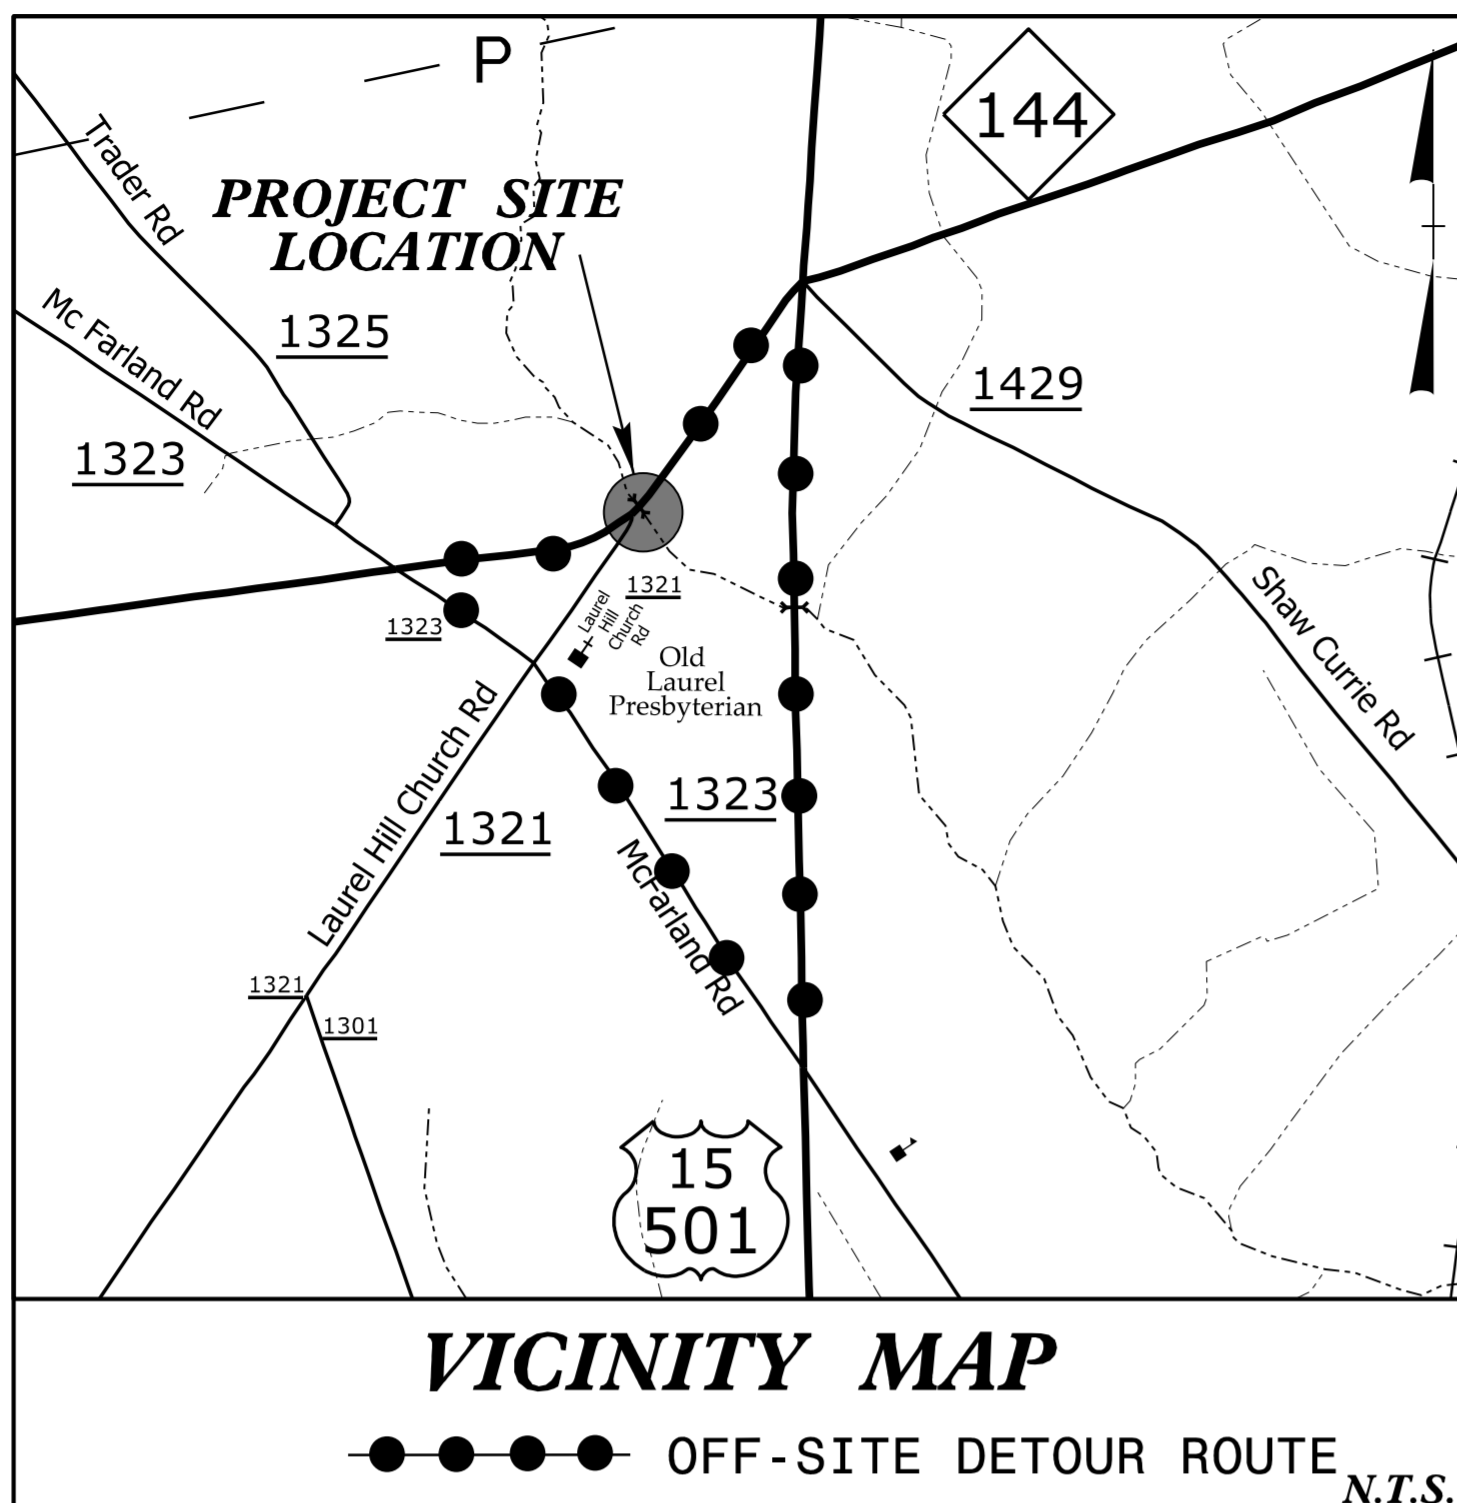 P
144
Trader Rd
PROJECT SITE
LOCATION
Mc Farland Rd
1325
1429
1323
1321
Laurel
Hill
Church
Rd
1323
Shaw Currie Rd
Old
Laurel
Presbyterian
Laurel Hill Church Rd
1323
1321
McFarland Rd
1321
1301
15
501
VICINITY MAP
OFF-SITE DETOUR ROUTE
N.T.S.